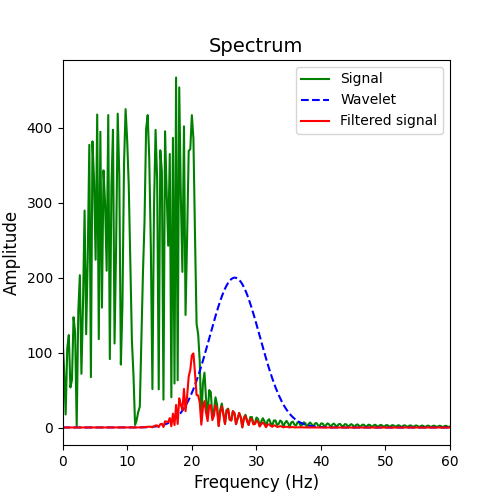 Spectrum
Signal
Wavelet
Filtered signal
Amplitude
400
300
200
100
0
0 10 20 30 40 50 60
Frequency (Hz)